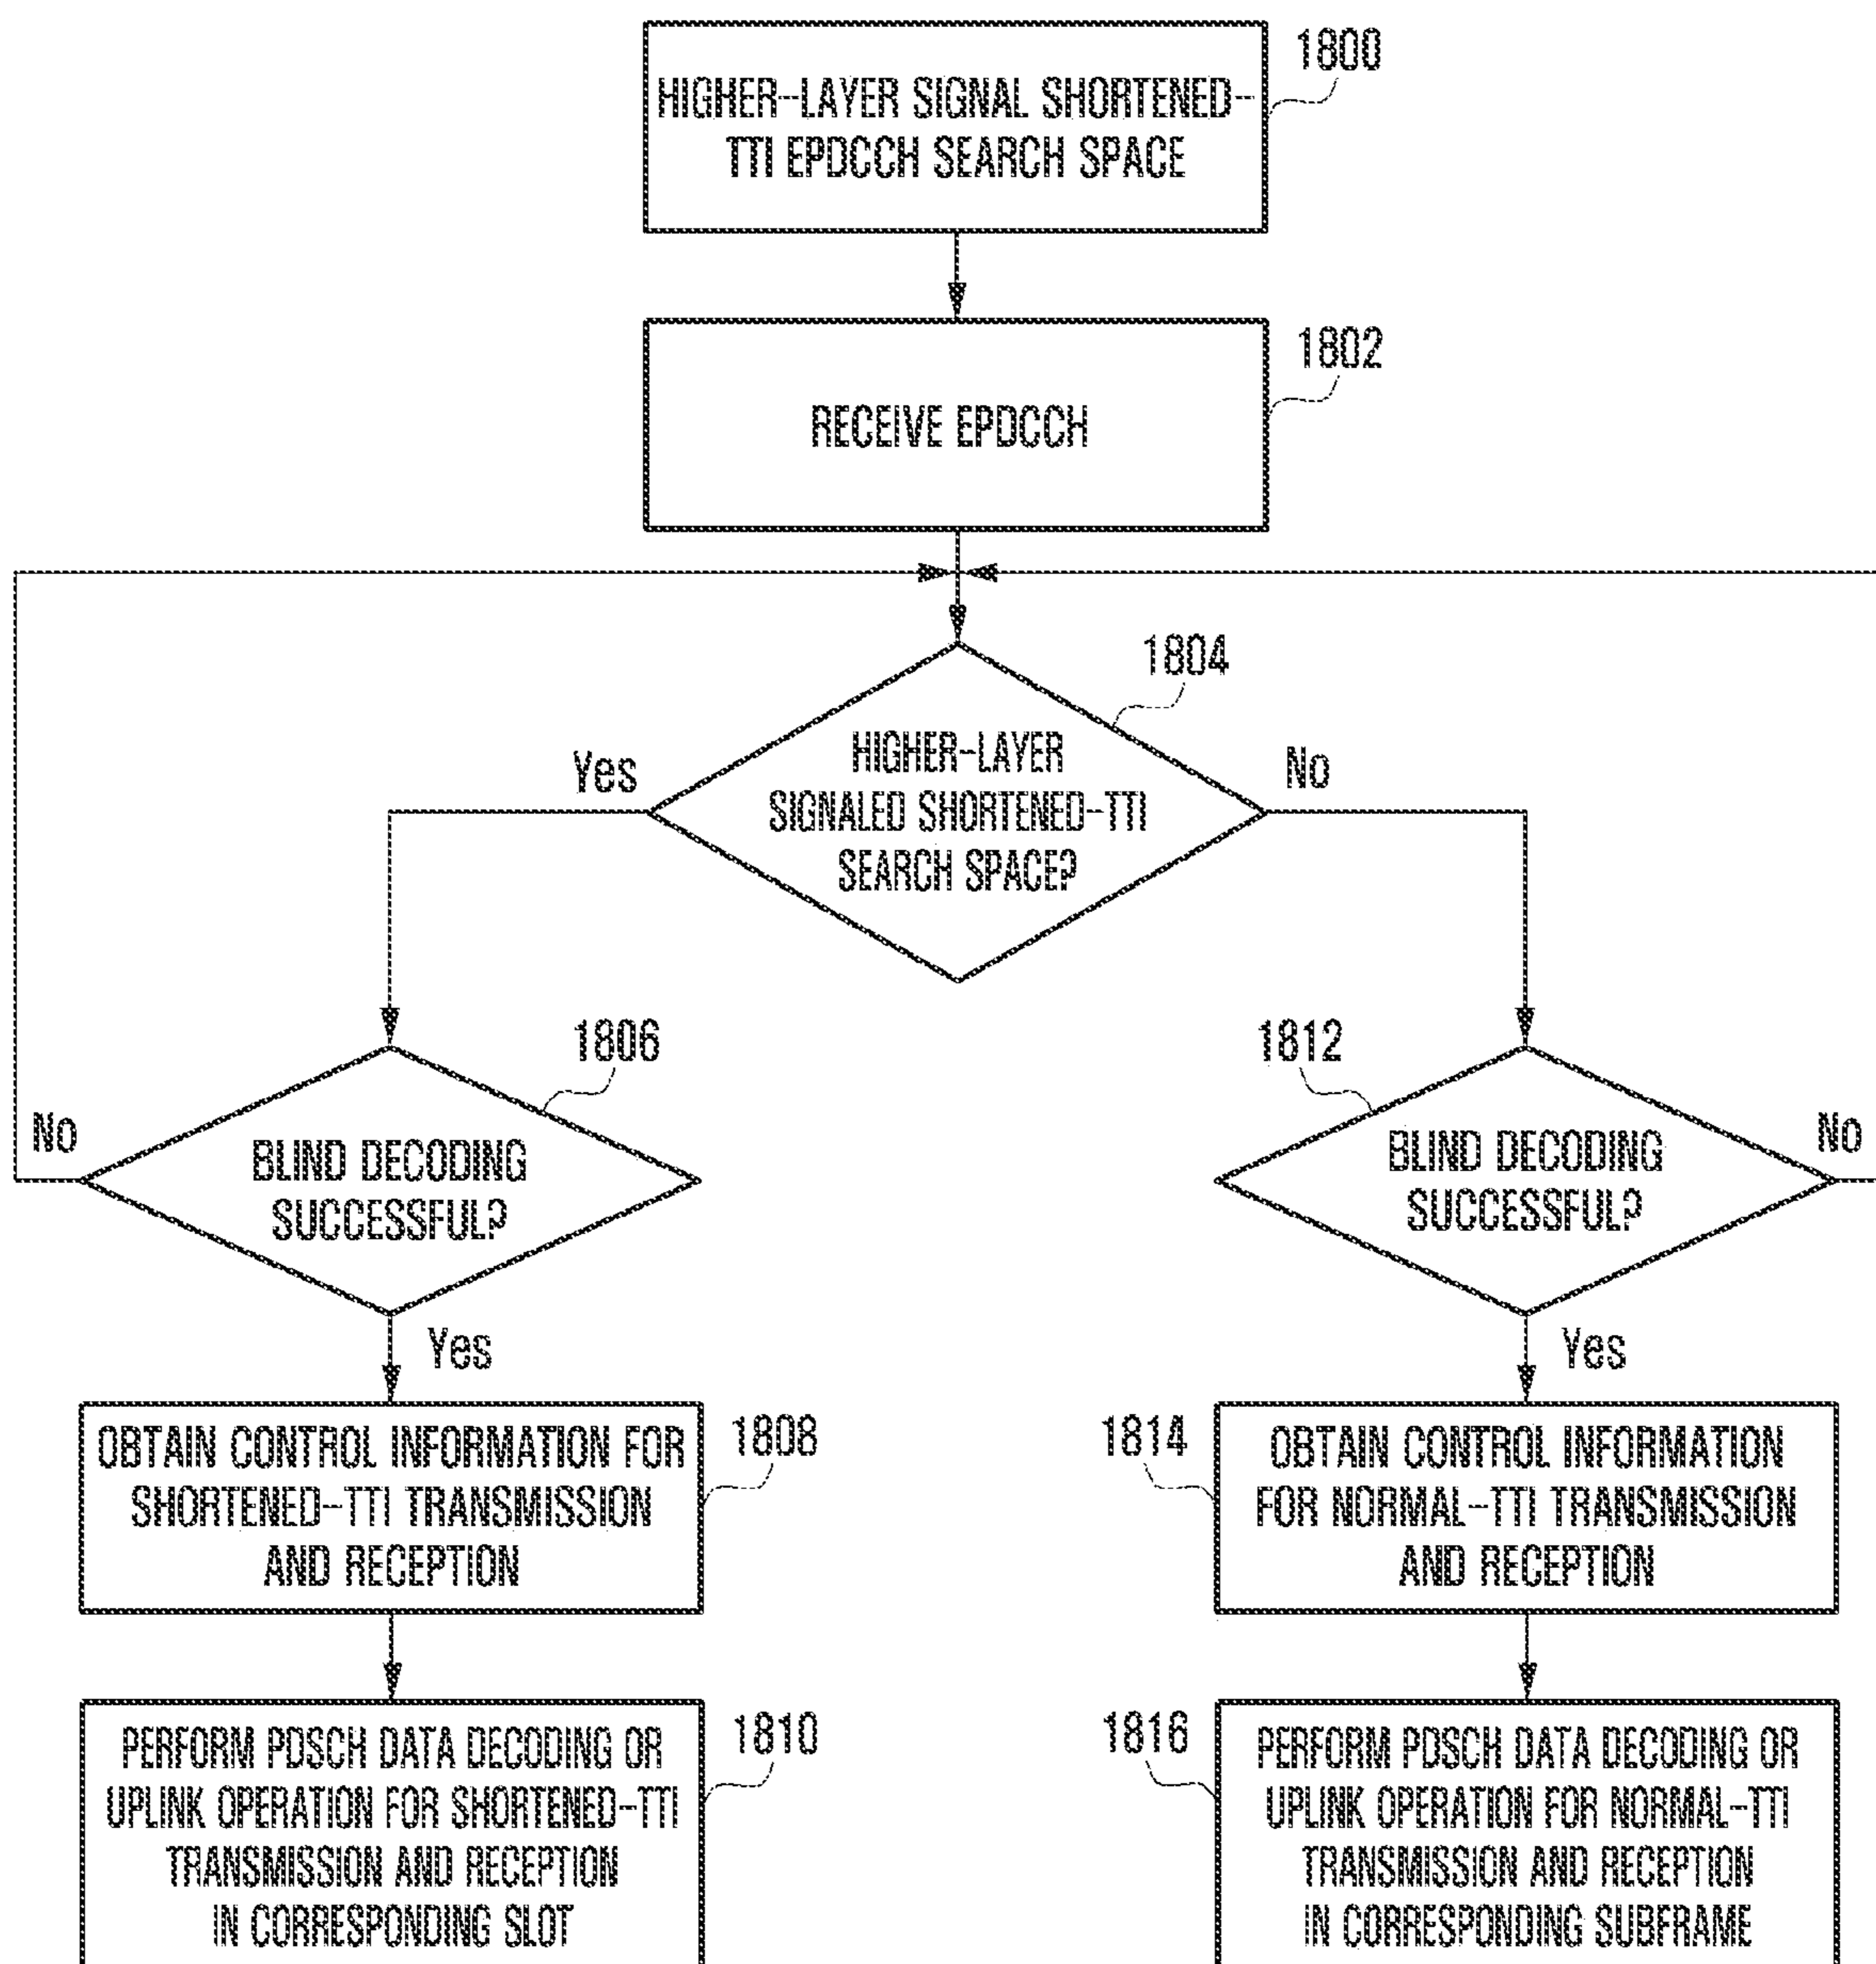 1800
HIGHER-LAYER SIGNAL SHORTENED-
TTI EPDCCH SEARCH SPACE
1802
RECEIVE EPDCCH
1804
HIGHER-LAYER
SIGNALED SHORTENED-TTI
SEARCH SPACE?
Yes
No
1806
BLIND DECODING
SUCCESSFUL?
No
Yes
1812
BLIND DECODING
SUCCESSFUL?
No
Yes
1808
OBTAIN CONTROL INFORMATION FOR
SHORTENED-TTI TRANSMISSION
AND RECEPTION
1814
OBTAIN CONTROL INFORMATION
FOR NORMAL-TTI TRANSMISSION
AND RECEPTION
1810
PERFORM PDSCH DATA DECODING OR
UPLINK OPERATION FOR SHORTENED-TTI
TRANSMISSION AND RECEPTION
IN CORRESPONDING SLOT
1816
PERFORM PDSCH DATA DECODING OR
UPLINK OPERATION FOR NORMAL-TTI
TRANSMISSION AND RECEPTION
IN CORRESPONDING SUBFRAME